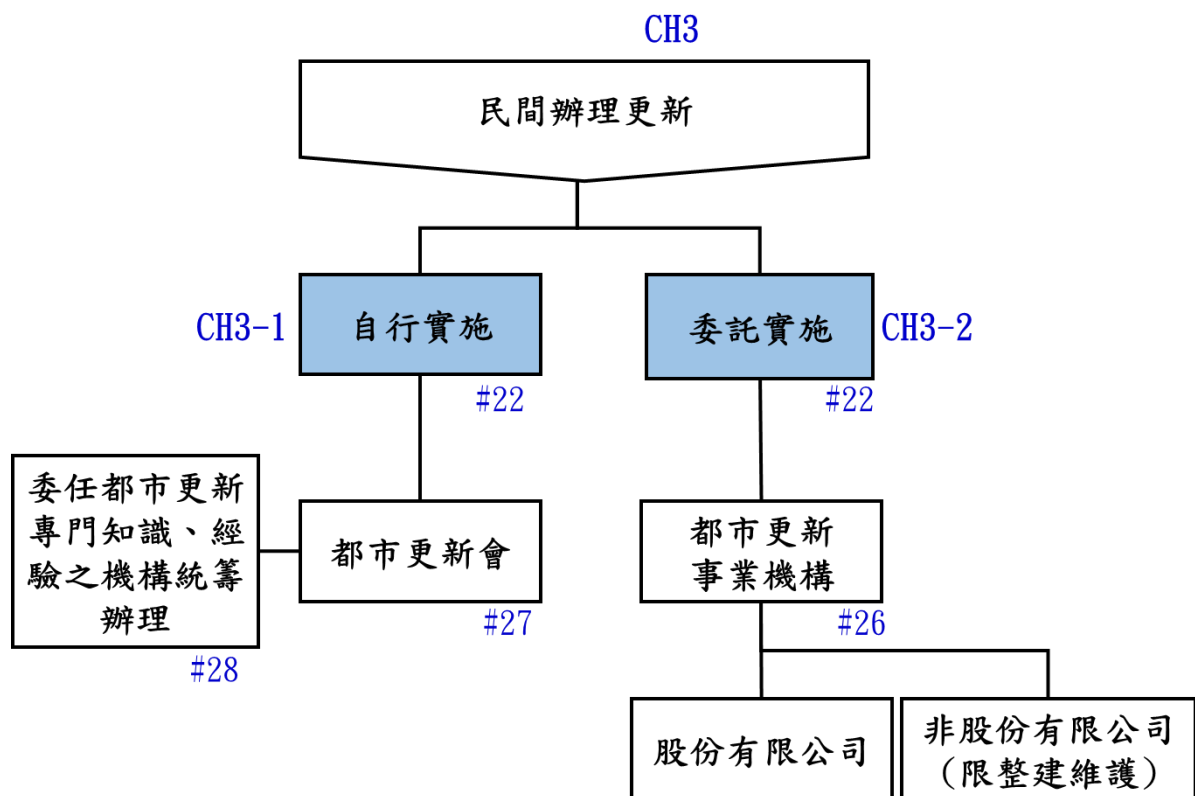 CH3
民間辦理更新
CH3-1
自行實施
委託實施
CH3-2
#22
#22
委任都市更新
專門知識、經
驗之機構統籌
辦理
都市更新會
都市更新
事業機構
#28
#27
#26
股份有限公司
非股份有限公司
(限整建維護)